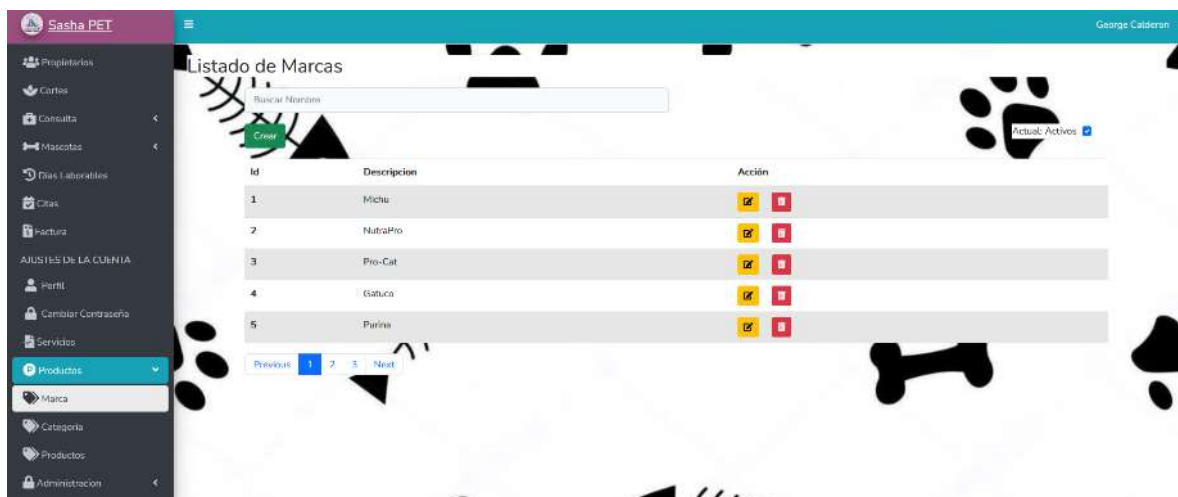 Sasha PET
George Calderon
Propietarios
Cortes
Consulta
Mascotas
Días Laborables
Citas
Factura
AJUSTES DE LA CUENTA
Perfil
Cambiar Contraseña
Servicios
Productos
Marca
Categoria
Productos
Administracion
Listado de Marcas
Buscar Nombre
Crear
Actual: Activos
Id Descripcion Acción
1 Michu
2 NutraPro
3 Pro-Cat
4 Gatuco
5 Purina
Previous 1 2 3 Next